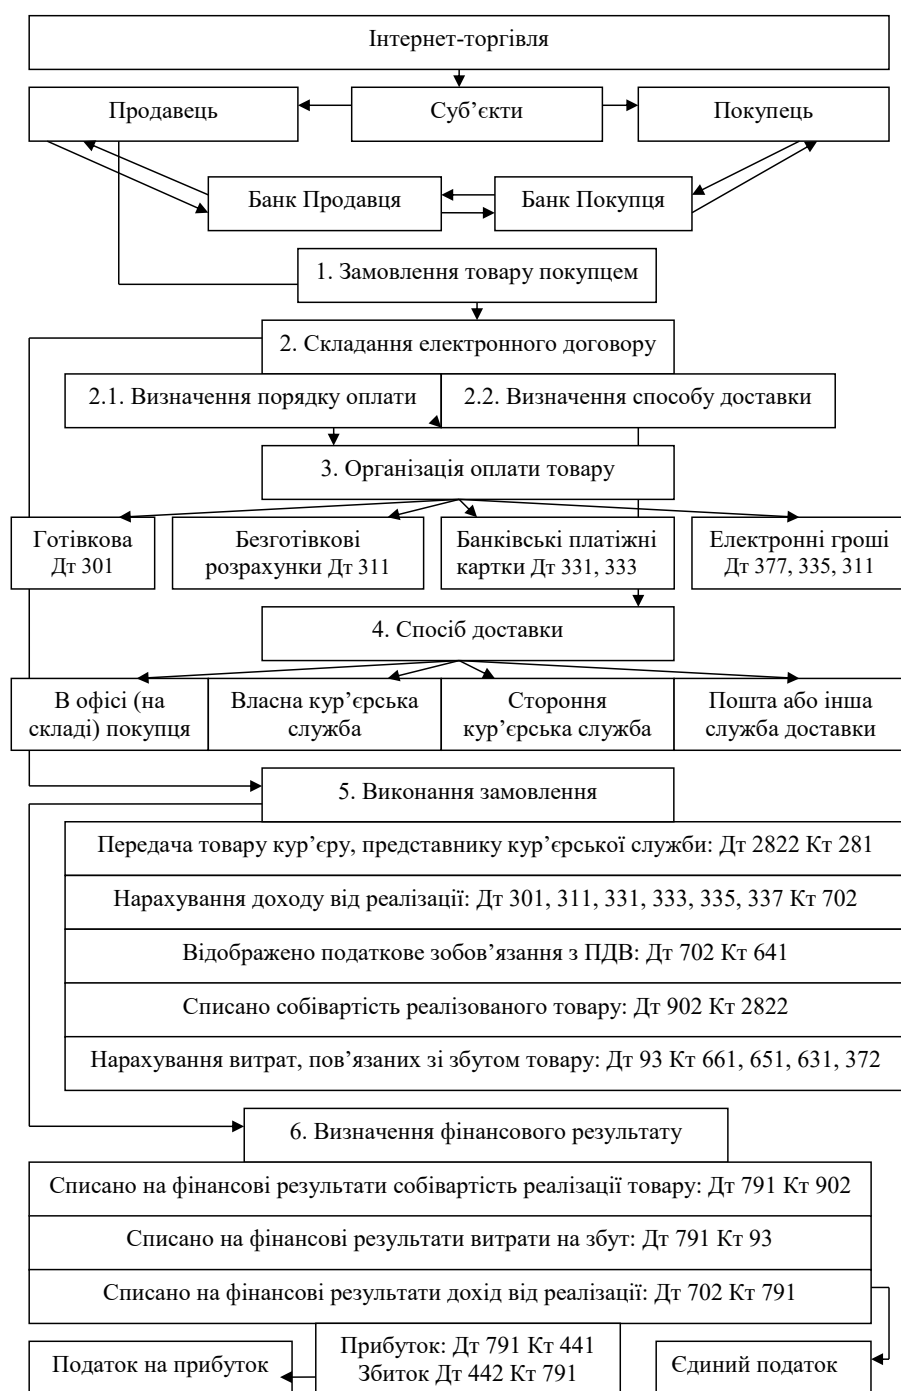 Інтернет-торгівля
Продавець
Суб’єкти
Покупець
Банк Продавця
Банк Покупця
1. Замовлення товару покупцем
2. Складання електронного договору
2.1. Визначення порядку оплати
2.2. Визначення способу доставки
3. Організація оплати товару
Готівкова
Дт 301
Безготівкові
розрахунки Дт 311
Банківські платіжні
картки Дт 331, 333
Електронні гроші
Дт 377, 335, 311
4. Спосіб доставки
В офісі (на
складі) покупця
Власна кур’єрська
служба
Стороння
кур’єрська служба
Пошта або інша
служба доставки
5. Виконання замовлення
Передача товару кур’єру, представнику кур’єрської служби: Дт 2822 Кт 281
Нарахування доходу від реалізації: Дт 301, 311, 331, 333, 335, 337 Кт 702
Відображено податкове зобов’язання з ПДВ: Дт 702 Кт 641
Списано собівартість реалізованого товару: Дт 902 Кт 2822
Нарахування витрат, пов’язаних зі збутом товару: Дт 93 Кт 661, 651, 631, 372
6. Визначення фінансового результату
Списано на фінансові результати собівартість реалізації товару: Дт 791 Кт 902
Списано на фінансові результати витрати на збут: Дт 791 Кт 93
Списано на фінансові результати дохід від реалізації: Дт 702 Кт 791
Прибуток: Дт 791 Кт 441
Збиток Дт 442 Кт 791
Податок на прибуток
Єдиний податок